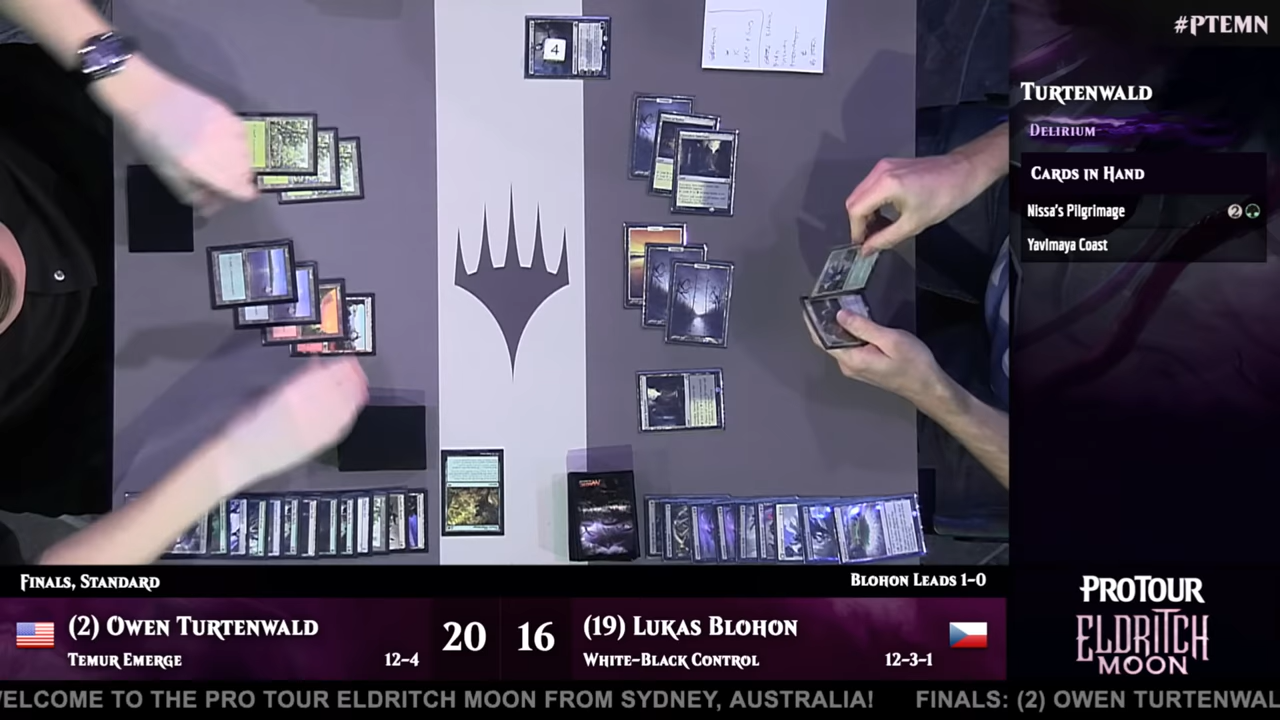 #PTEMN
TURTENWALD
DELIRIUM
CARDS IN HAND
Nissa's Pilgrimage 2
Yavimaya Coast
4
FINALS, STANDARD
BLOHON LEADS 1-0
(2) OWEN TURTENWALD
TEMUR EMERGE
12-4
20
16
(19) LUKAS BLOHON
WHITE-BLACK CONTROL
12-3-1
PRO TOUR
ELDRITCH
MOON
VELCOME TO THE PRO TOUR ELDRITCH MOON FROM SYDNEY, AUSTRALIA! FINALS: (2) OWEN TURTENWAL